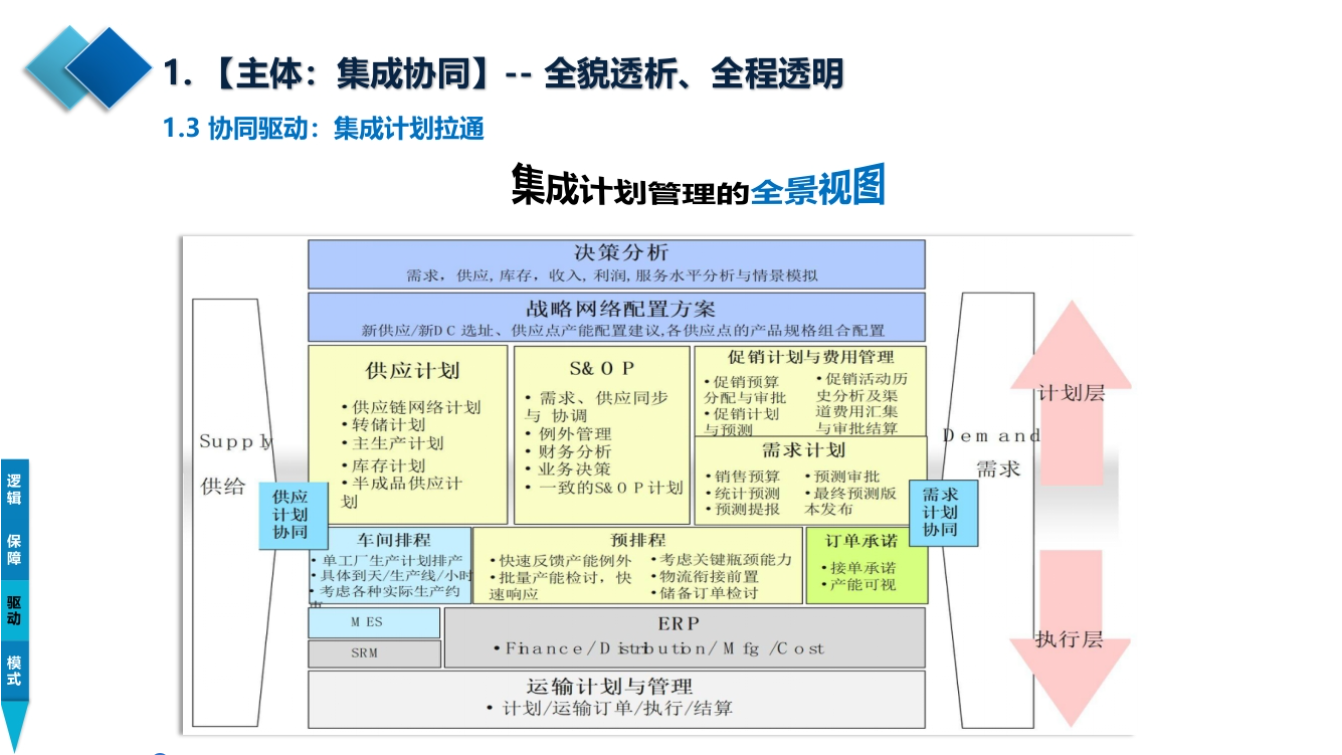 1. 【主体：集成协同】-- 全貌透析、全程透明
1.3 协同驱动：集成计划拉通
集成计划管理的全景视图
决策分析
需求，供应,库存，收入,利润,服务水平分析与情景模拟
战略网络配置方案
新供应/新DC 选址、供应点产能配置建议,各供应点的产品规格组合配置
Supply
供给
供应计划
•供应链网络计划
•转储计划
•主生产计划
•库存计划
•半成品供应计
划
S& O P
• 需求、供应同步
与 协调
• 例外管理
• 财务分析
• 业务决策
• 一致的S& O P 计划
促销计划与费用管理
•促销预算
分配与审批
•促销计划
与预测
•促销活动历
史分析及渠
道费用汇集
与审批结算
需求计划
•销售预算
•统计预测
•预测提报
•预测审批
•最终预测版
本发布
Demand
需求
供应
计划
协同
需求
计划
协同
计划层
执行层
车间排程
•单工厂生产计划排产
•具体到天/生产线/小时
•考虑各种实际生产约
预排程
•快速反馈产能例外
•批量产能检讨，快
速响应
•考虑关键瓶颈能力
•物流衔接前置
•储备订单检讨
订单承诺
•接单承诺
•产能可视
MES
SRM
ERP
•Finance/Distribution/Mfg/Cost
运输计划与管理
• 计划/运输订单/执行/结算
逻
辑
保
障
驱
动
模
式